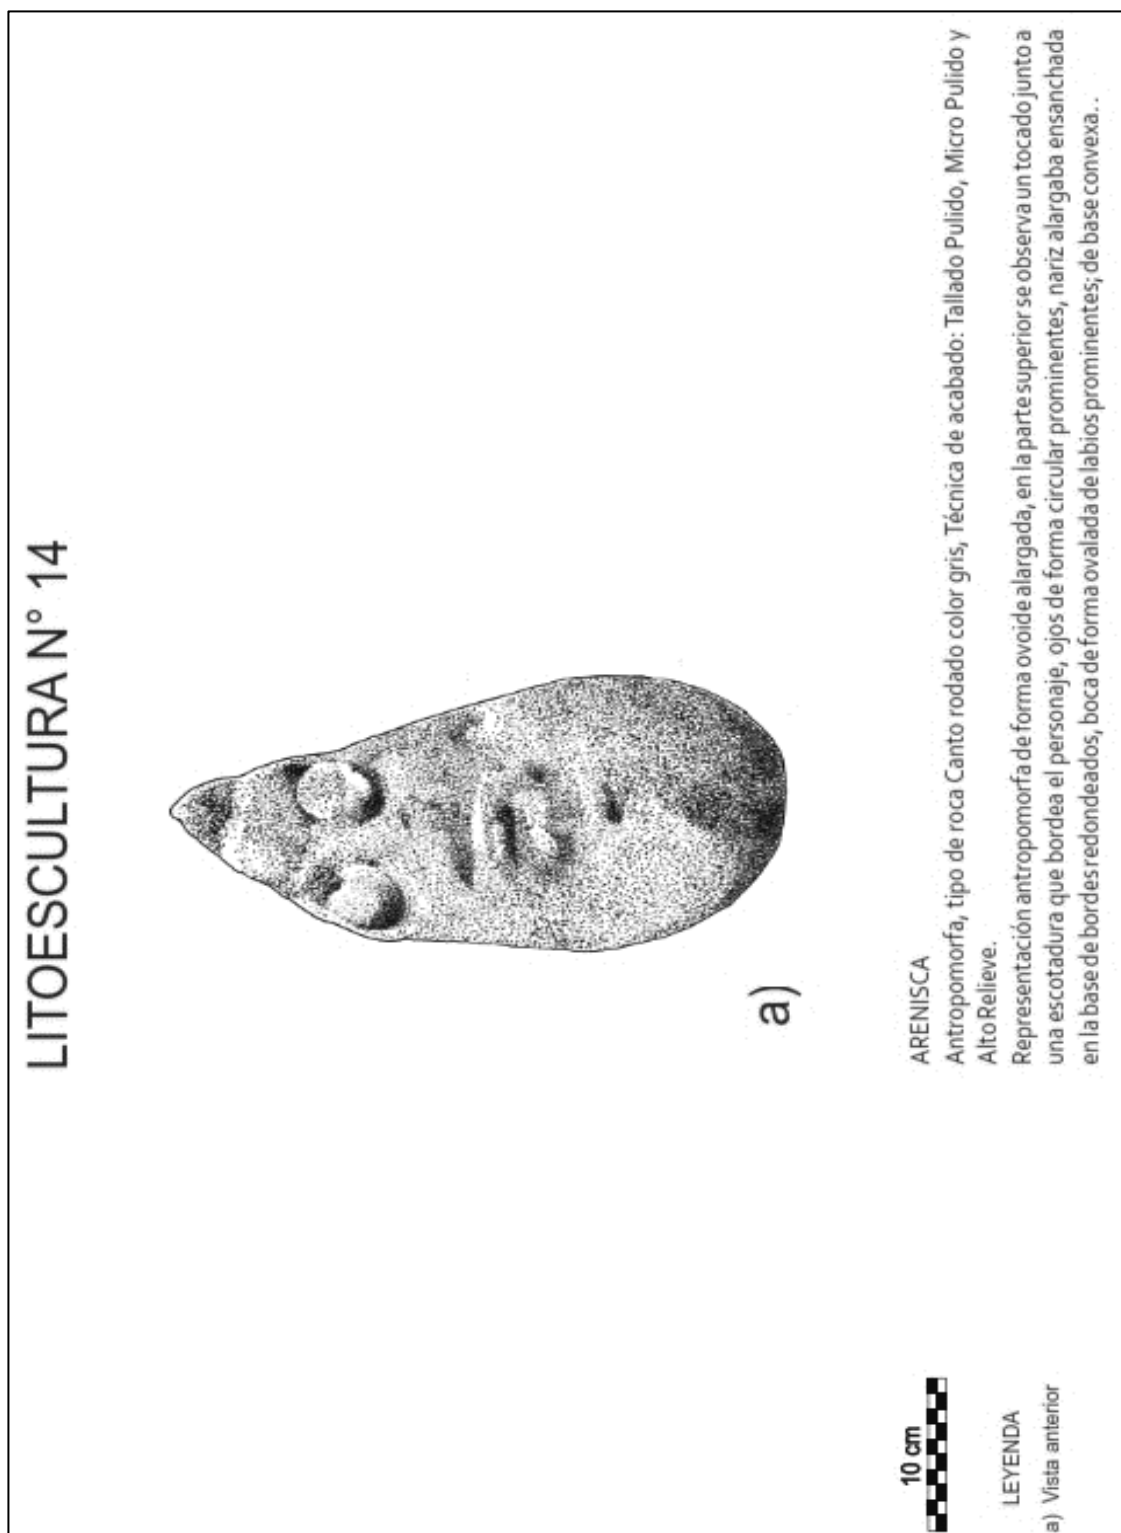 LITOESCULTURA N° 14
a)
10 cm
LEYENDA
a) Vista anterior
ARENISCA
Antropomorfa, tipo de roca Canto rodado color gris, Técnica de acabado: Tallado Pulido, Micro Pulido y
Alto Relieve.
Representación antropomorfa de forma ovoide alargada, en la parte superior se observa un tocado junto a
una escotadura que bordea el personaje, ojos de forma circular prominentes, nariz alargaba ensanchada
en la base de bordes redondeados, boca de forma ovalada de labios prominentes; de base convexa. .